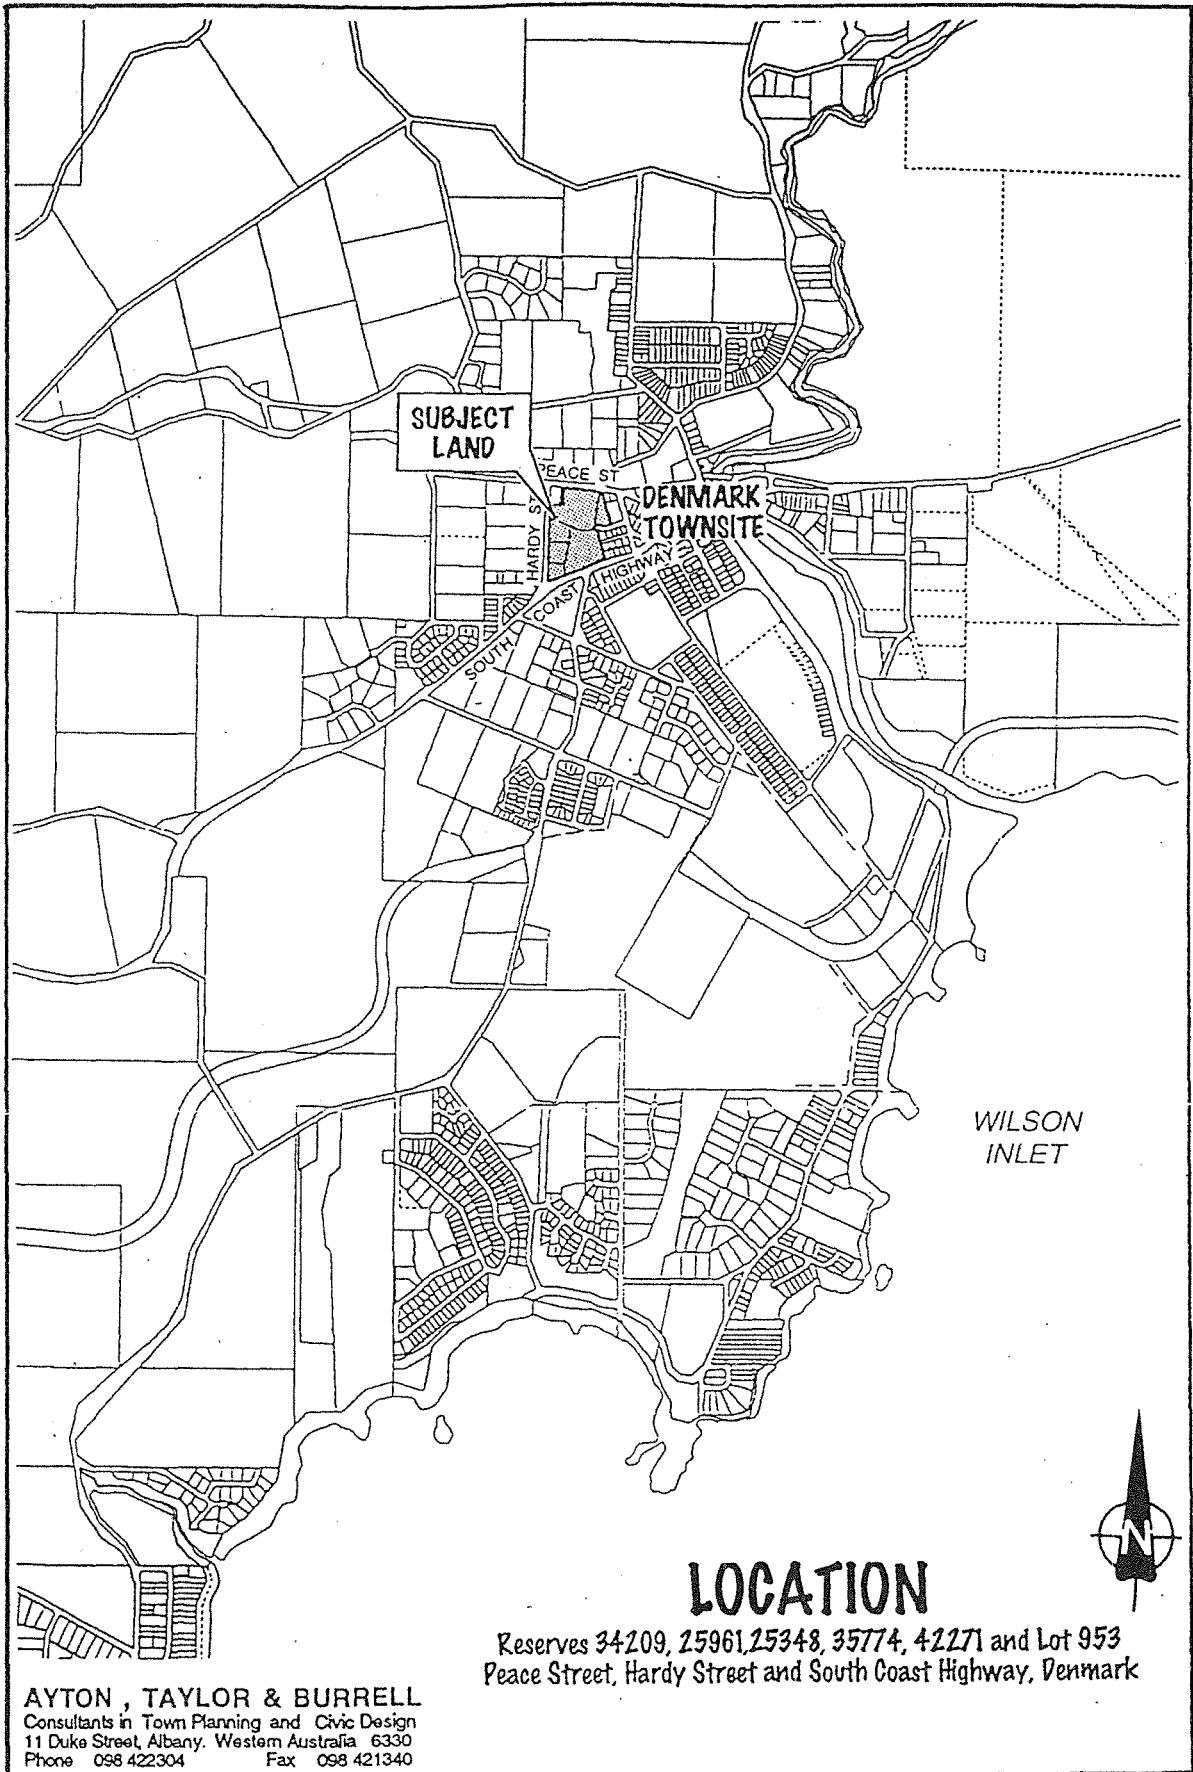 SUBJECT
LAND
PEACE ST
HARDY ST
DENMARK
TOWNSITE
SOUTH COAST HIGHWAY
WILSON
INLET
N
LOCATION
Reserves 34209, 25961,25348, 35774, 42271 and Lot 953
Peace Street, Hardy Street and South Coast Highway, Denmark
AYTON , TAYLOR & BURRELL
Consultants in Town Planning and Civic Design
11 Duke Street, Albany. Western Australia 6330
Phone 098 422304 Fax 098 421340